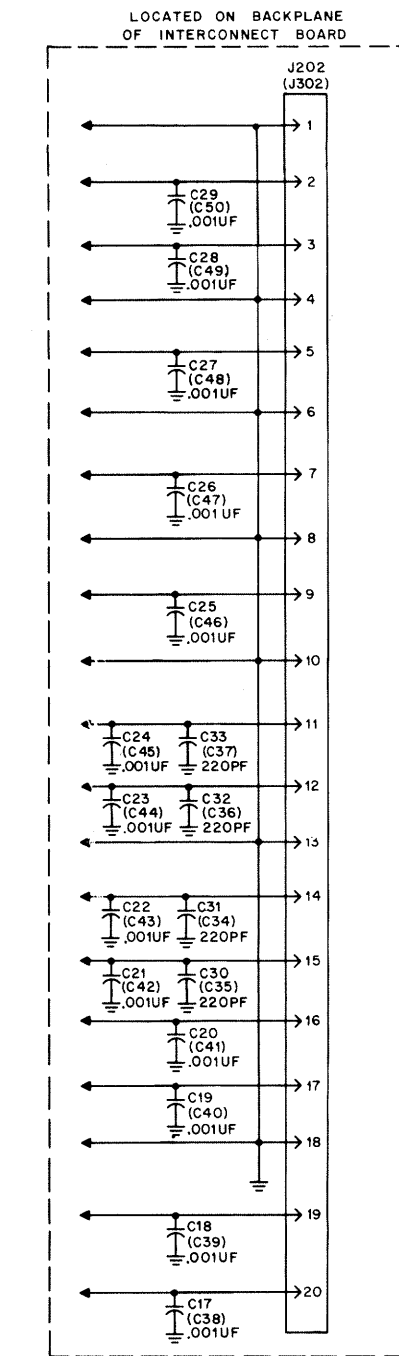 LOCATED ON BACKPLANE
OF INTERCONNECT BOARD
J202
(J302)
1
2
C29
(C50)
.001UF
3
C28
(C49)
.001UF
4
5
C27
(C48)
.001UF
6
7
C26
(C47)
.001UF
8
9
C25
(C46)
.001UF
10
11
C24 C33
(C45) (C37)
.001UF 220PF
12
C23 C32
(C44) (C36)
.001UF 220PF
13
14
C22 C31
(C43) (C34)
.001UF 220PF
15
C21 C30
(C42) (C35)
.001UF 220PF
16
C20
(C41)
.001UF
17
C19
(C40)
.001UF
18
19
C18
(C39)
.001UF
20
C17
(C38)
.001UF